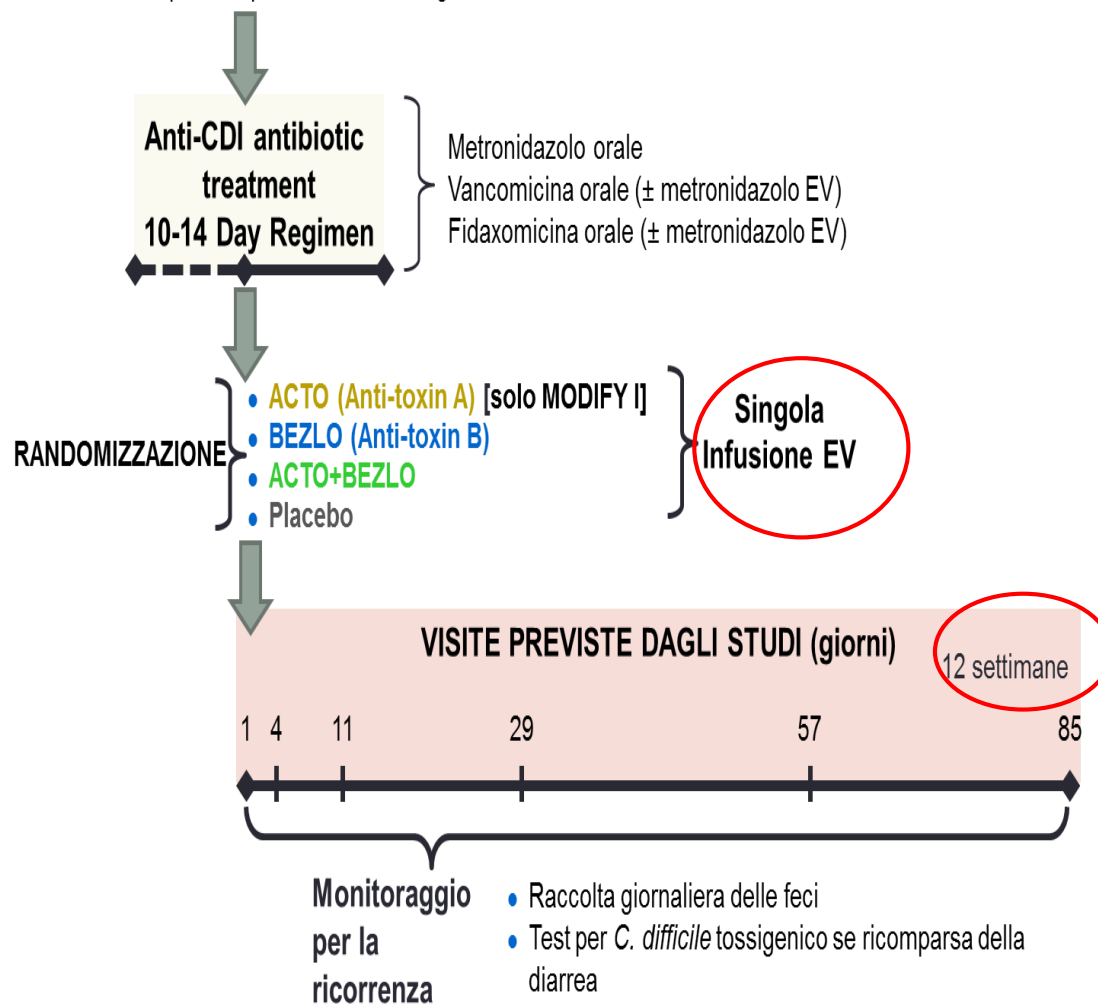 Anti-CDI antibiotic
treatment
10-14 Day Regimen
Metronidazolo orale
Vancomicina orale (± metronidazolo EV)
Fidaxomicina orale (± metronidazolo EV)
RANDOMIZZAZIONE
• ACTO (Anti-toxin A) [solo MODIFY I]
• BEZLO (Anti-toxin B)
• ACTO+BEZLO
• Placebo
Singola
Infusione EV
VISITE PREVISTE DAGLI STUDI (giorni)
12 settimane
1 4 11 29 57 85
Monitoraggio
per la
ricorrenza
• Raccolta giornaliera delle feci
• Test per C. difficile tossigenico se ricomparsa della
diarrea